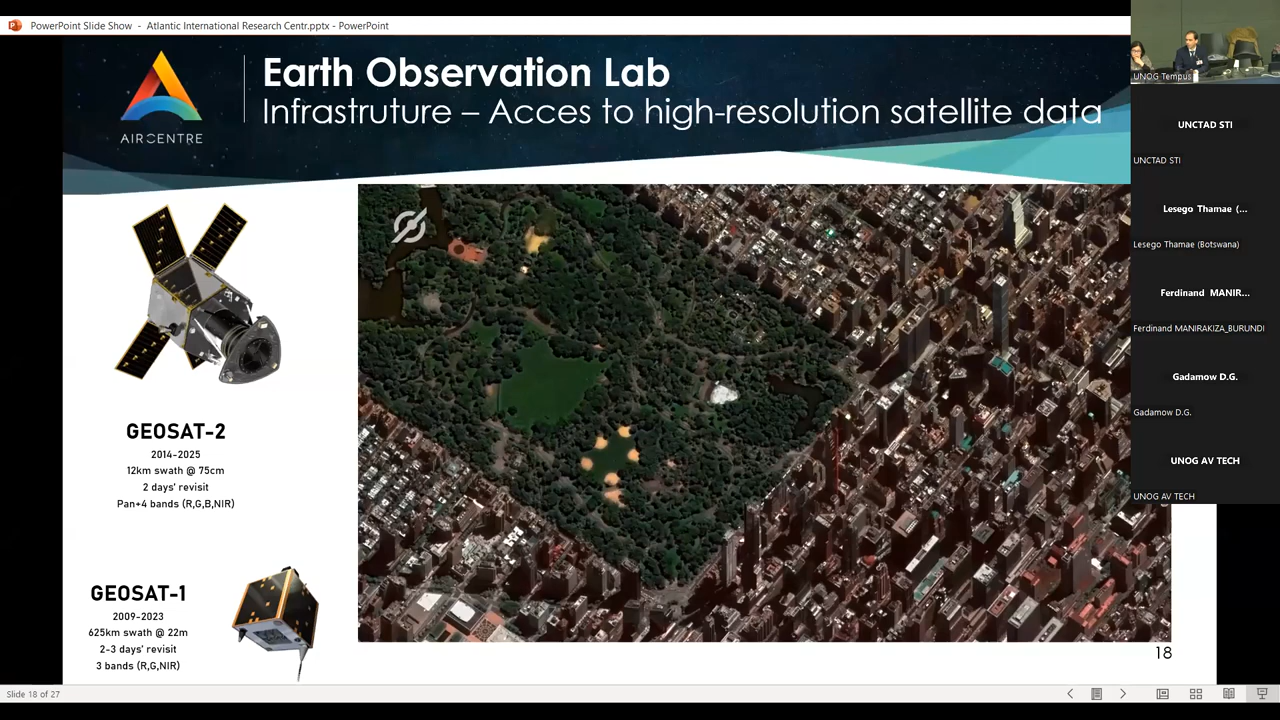 PowerPoint Slide Show - Atlantic International Research Centr.pptx - PowerPoint
AIRCENTRE
Earth Observation Lab
Infrastruture – Acces to high-resolution satellite data
GEOSAT-2
2014-2025
12km swath @ 75cm
2 days' revisit
Pan+4 bands (R,G,B,NIR)
GEOSAT-1
2009-2023
625km swath @ 22m
2-3 days' revisit
3 bands (R,G,NIR)
18
UNOG Tempus
UNCTAD STI
UNCTAD STI
Lesego Thamae (...
Lesego Thamae (Botswana)
Ferdinand MANIR...
Ferdinand MANIRAKIZA_BURUNDI
Gadamow D.G.
Gadamow D.G.
UNOG AV TECH
UNOG AV TECH
Slide 18 of 27